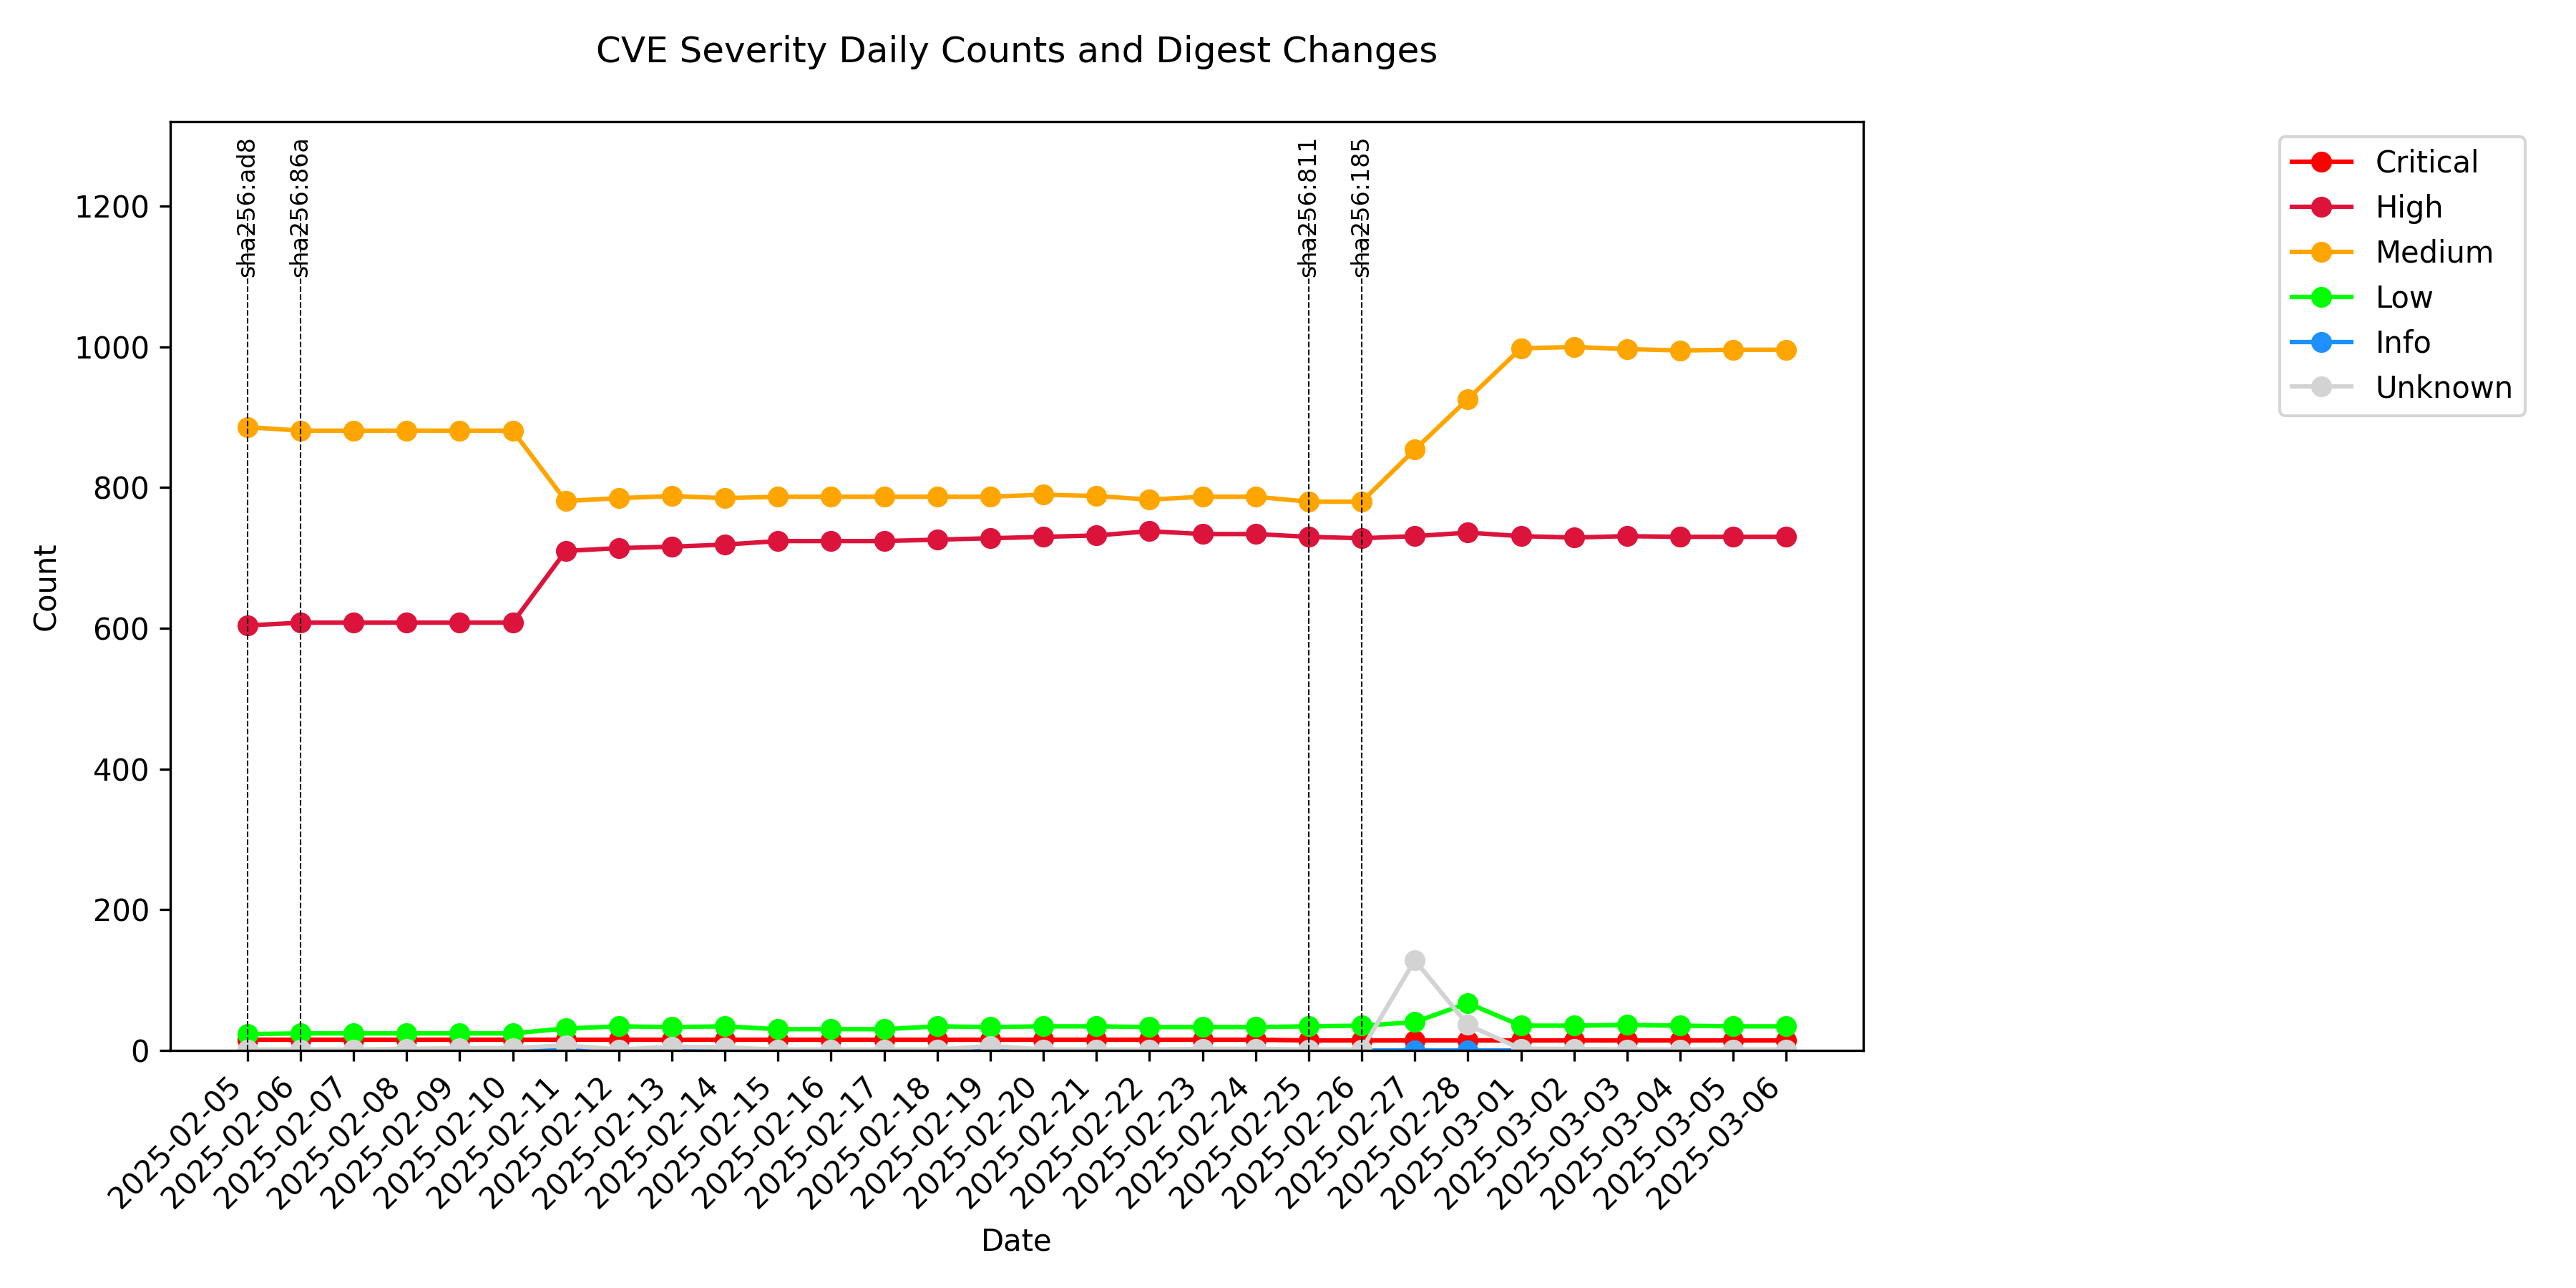 CVE Severity Daily Counts and Digest Changes
sha256:ad8
sha256:86a
sha256:811
sha256:185
Critical
High
Medium
Low
Info
Unknown
1200
1000
800
600
400
200
0
Count
2025-02-05
2025-02-06
2025-02-07
2025-02-08
2025-02-09
2025-02-10
2025-02-11
2025-02-12
2025-02-13
2025-02-14
2025-02-15
2025-02-16
2025-02-17
2025-02-18
2025-02-19
2025-02-20
2025-02-21
2025-02-22
2025-02-23
2025-02-24
2025-02-25
2025-02-26
2025-02-27
2025-02-28
2025-03-01
2025-03-02
2025-03-03
2025-03-04
2025-03-05
2025-03-06
Date